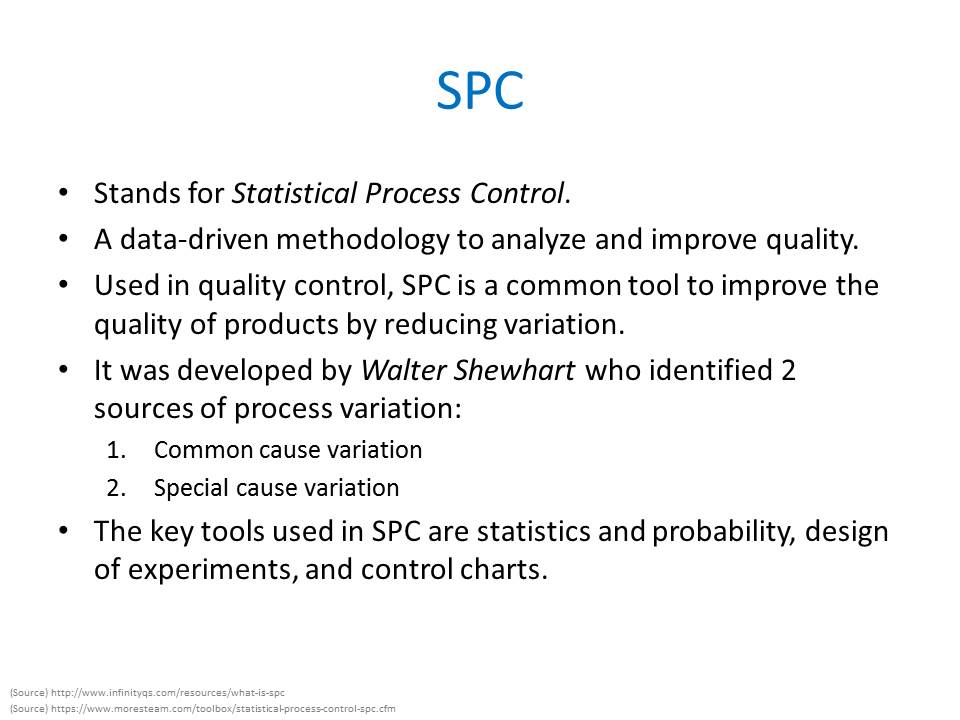 SPC
• Stands for Statistical Process Control.
• A data-driven methodology to analyze and improve quality.
• Used in quality control, SPC is a common tool to improve the
quality of products by reducing variation.
• It was developed by Walter Shewhart who identified 2
sources of process variation:
1. Common cause variation
2. Special cause variation
• The key tools used in SPC are statistics and probability, design
of experiments, and control charts.
(Source) http://www.infinityqs.com/resources/what-is-spc
(Source) https://www.moresteam.com/toolbox/statistical-process-control-spc.cfm